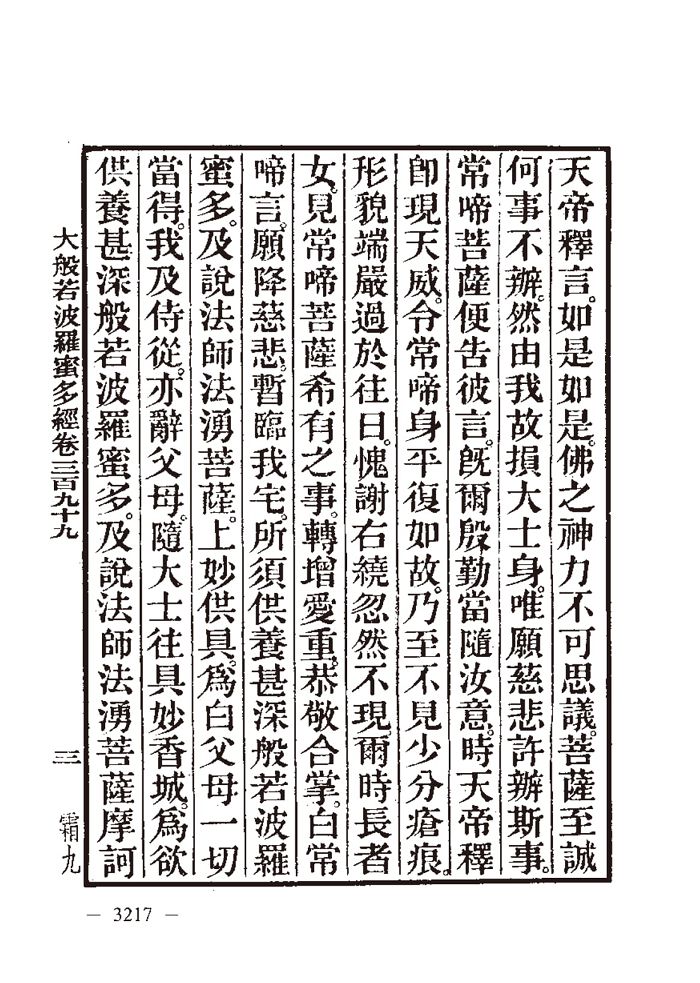 天帝釋言。如是如是。佛之神力不可思議。菩薩至誠
何事不辦。然由我故損大士身。唯願慈悲許辦斯事。
常啼菩薩便告彼言。旣爾殷勤當隨汝意。時天帝釋
卽現天威。令常啼身平復如故。乃至不見少分瘡痕。
形貌端嚴過於往日。愧謝右繞忽然不現。爾時長者
女。見常啼菩薩希有之事。轉增愛重。恭敬合掌。白常
啼言。願降慈悲。暫臨我宅。所須供養甚深般若波羅
蜜多。及說法師法湧菩薩。上妙供具。爲白父母一切
當得。我及侍從。亦辭父母。隨大士往具妙香城。爲欲
供養甚深般若波羅蜜多。及說法師法湧菩薩摩訶
大般若波羅蜜多經卷三百九十九 三 霜九
— 3217 —